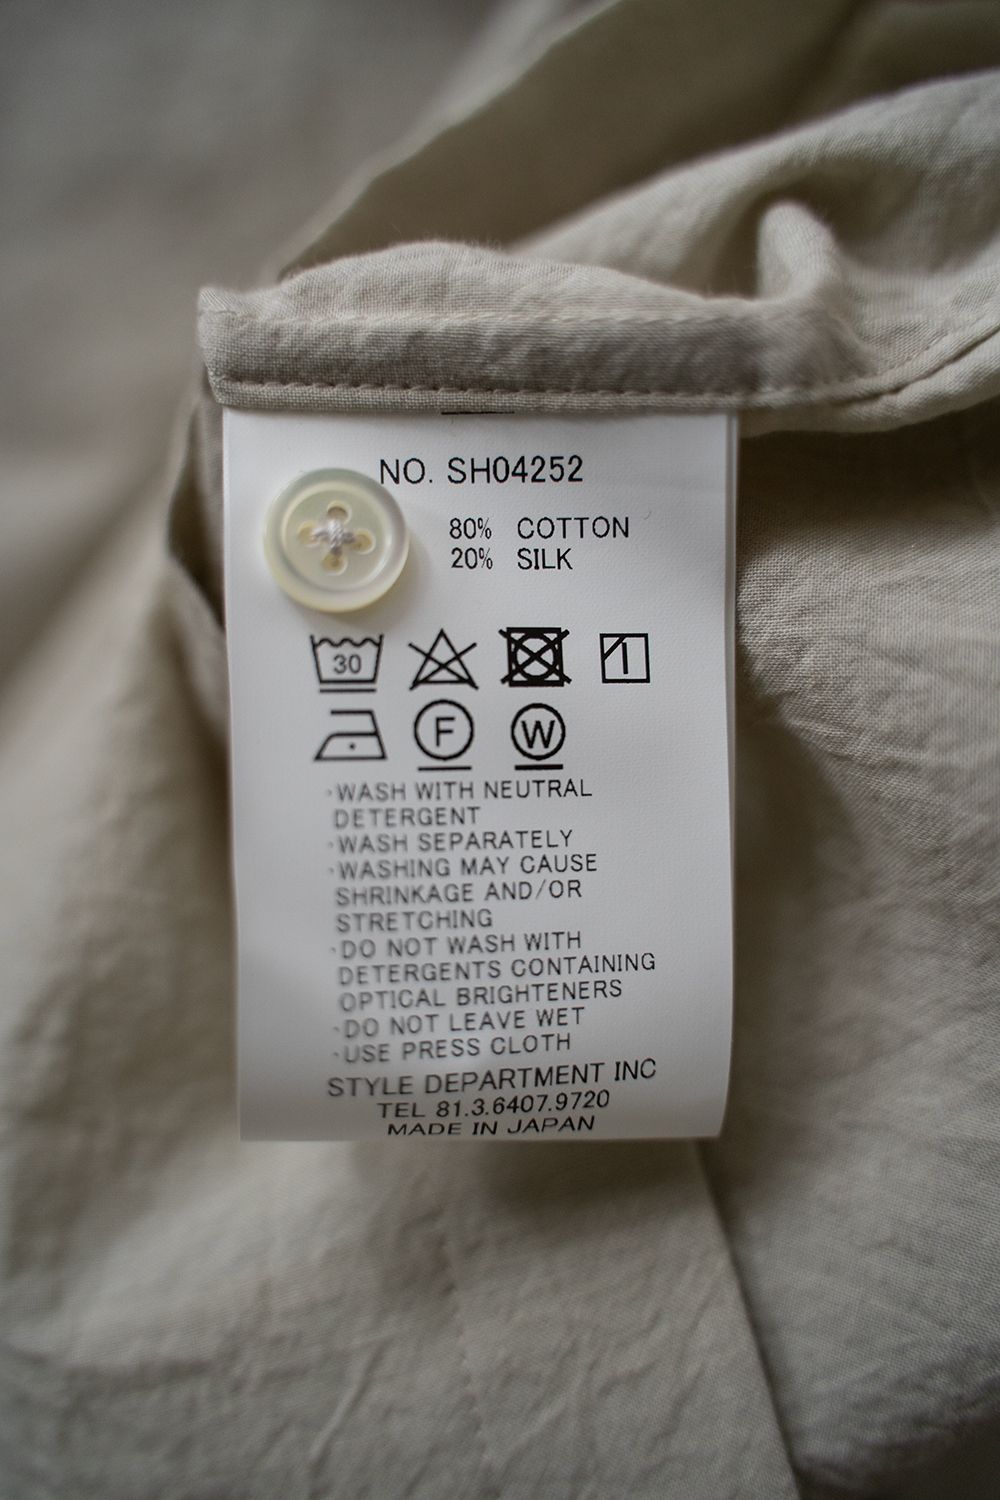 NO. SH04252
80% COTTON
20% SILK
30
F W
·WASH WITH NEUTRAL
DETERGENT
·WASH SEPARATELY
·WASHING MAY CAUSE
SHRINKAGE AND/OR
STRETCHING
·DO NOT WASH WITH
DETERGENTS CONTAINING
OPTICAL BRIGHTENERS
·DO NOT LEAVE WET
·USE PRESS CLOTH
STYLE DEPARTMENT INC
TEL 81.3.6407.9720
MADE IN JAPAN